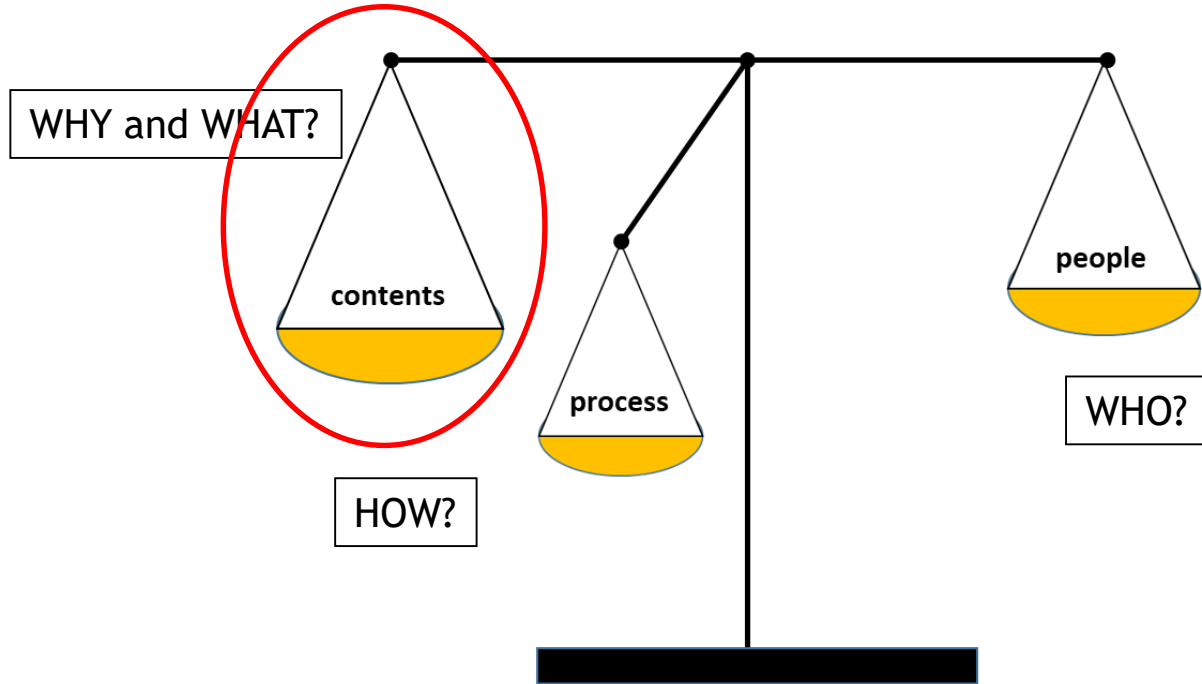 WHY and WHAT?
contents
people
process
WHO?
HOW?